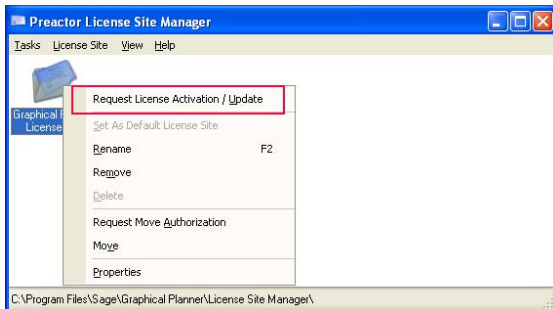 Preactor License Site Manager
Tasks License Site View Help
Graphical
License
Request License Activation / Update
Set As Default License Site
Rename F2
Remove
Delete
Request Move Authorization
Move
Properties
C:\Program Files\Sage\Graphical Planner\License Site Manager\